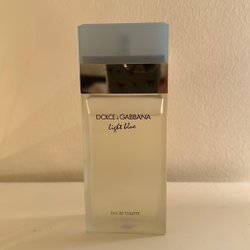 DOLCE & GABBANA
light blue
EAU DE TOILETTE